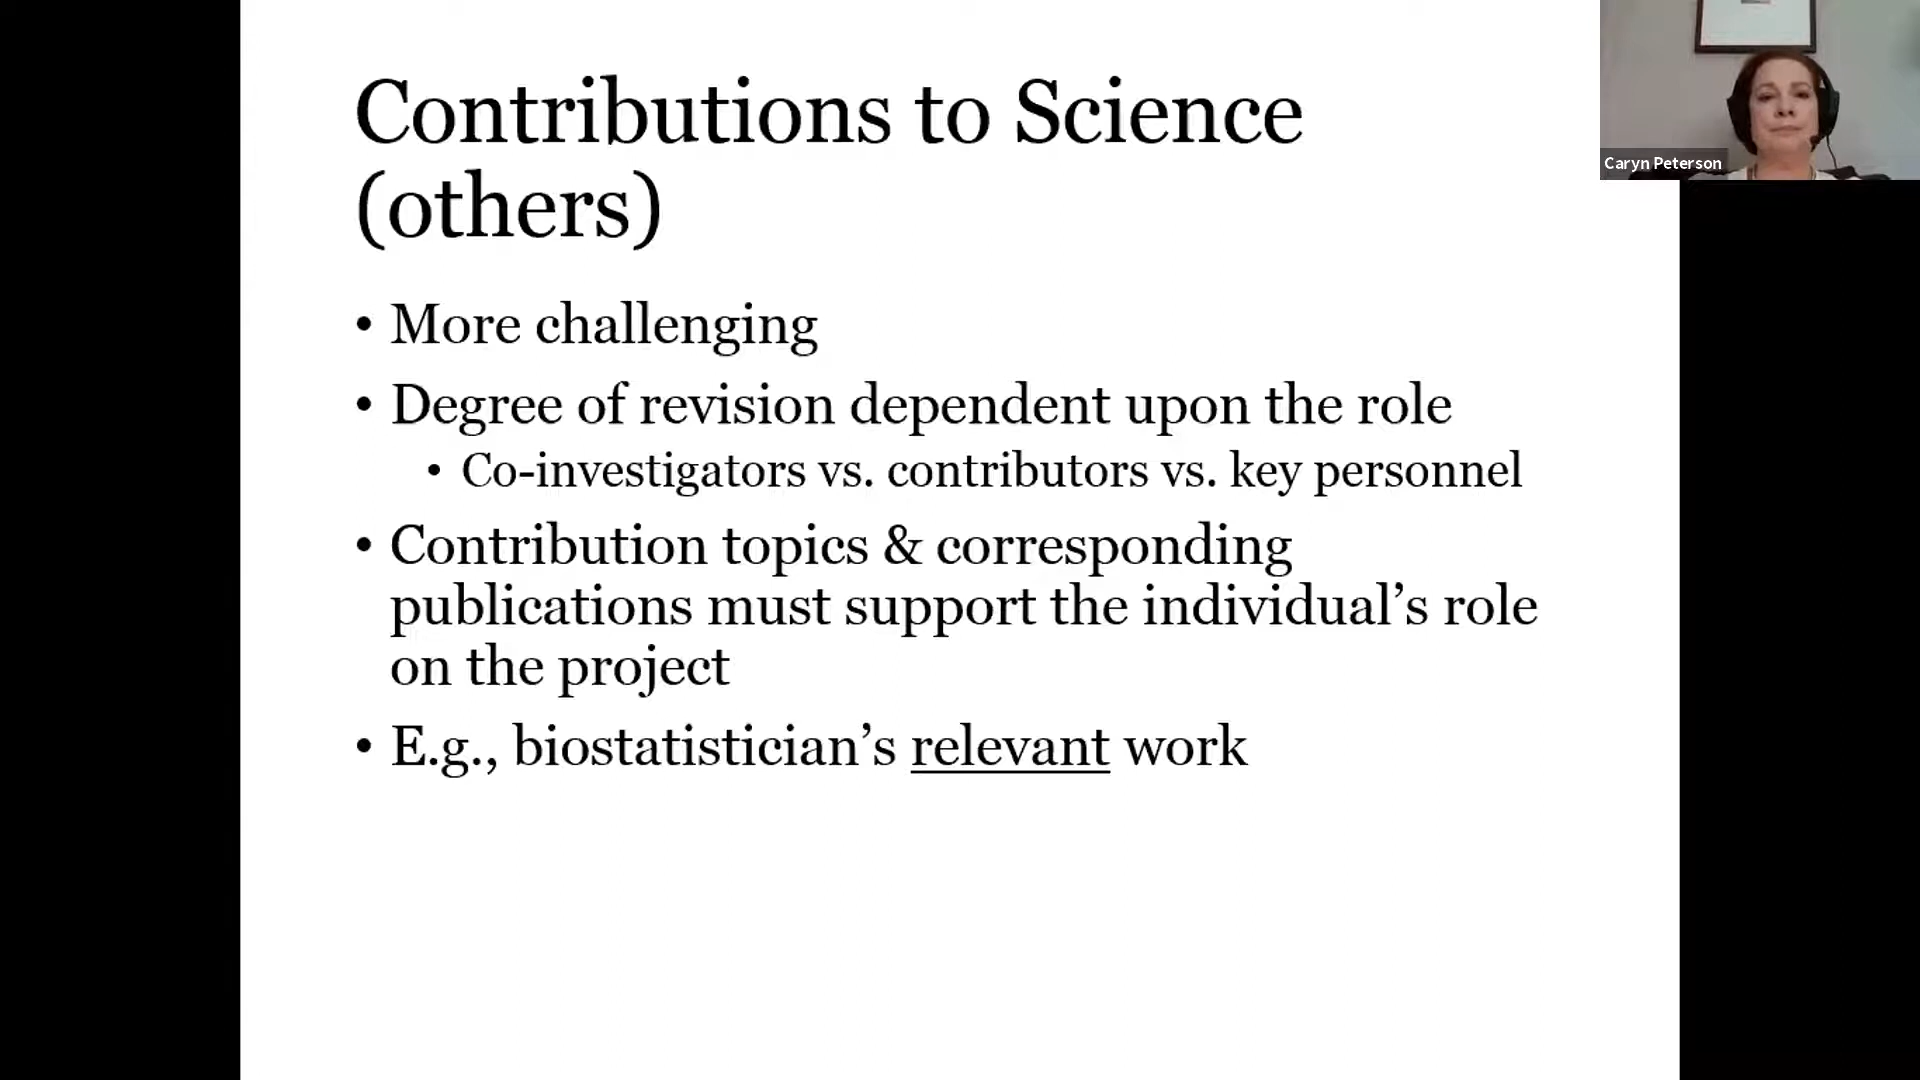 Contributions to Science
(others)
• More challenging
• Degree of revision dependent upon the role
• Co-investigators vs. contributors vs. key personnel
• Contribution topics & corresponding
publications must support the individual’s role
on the project
• E.g., biostatistician’s relevant work
Caryn Peterson